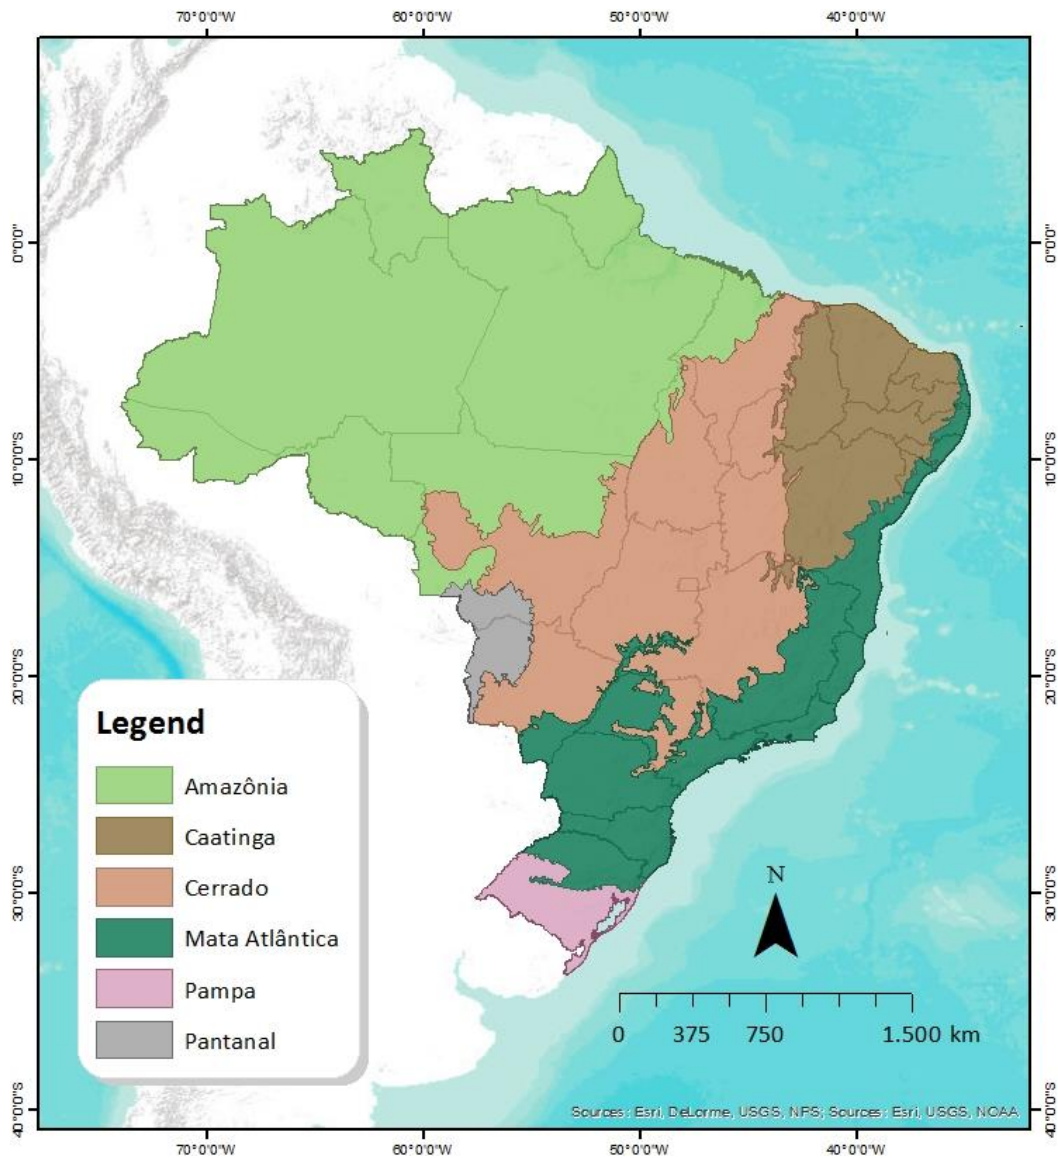 70°0'0"W 60°0'0"W 50°0'0"W 40°0'0"W
0°0'0" 0°0'0"
10°0'0"S 10°0'0"S
20°0'0"S 20°0'0"S
Legend
Amazônia
Caatinga
Cerrado
Mata Atlântica
Pampa
Pantanal
30°0'0"S 30°0'0"S
N
0 375 750 1.500 km
40°0'0"S 40°0'0"S
Sources: Esri, DeLorme, USGS, NPS; Sources: Esri, USGS, NOAA
70°0'0"W 60°0'0"W 50°0'0"W 40°0'0"W